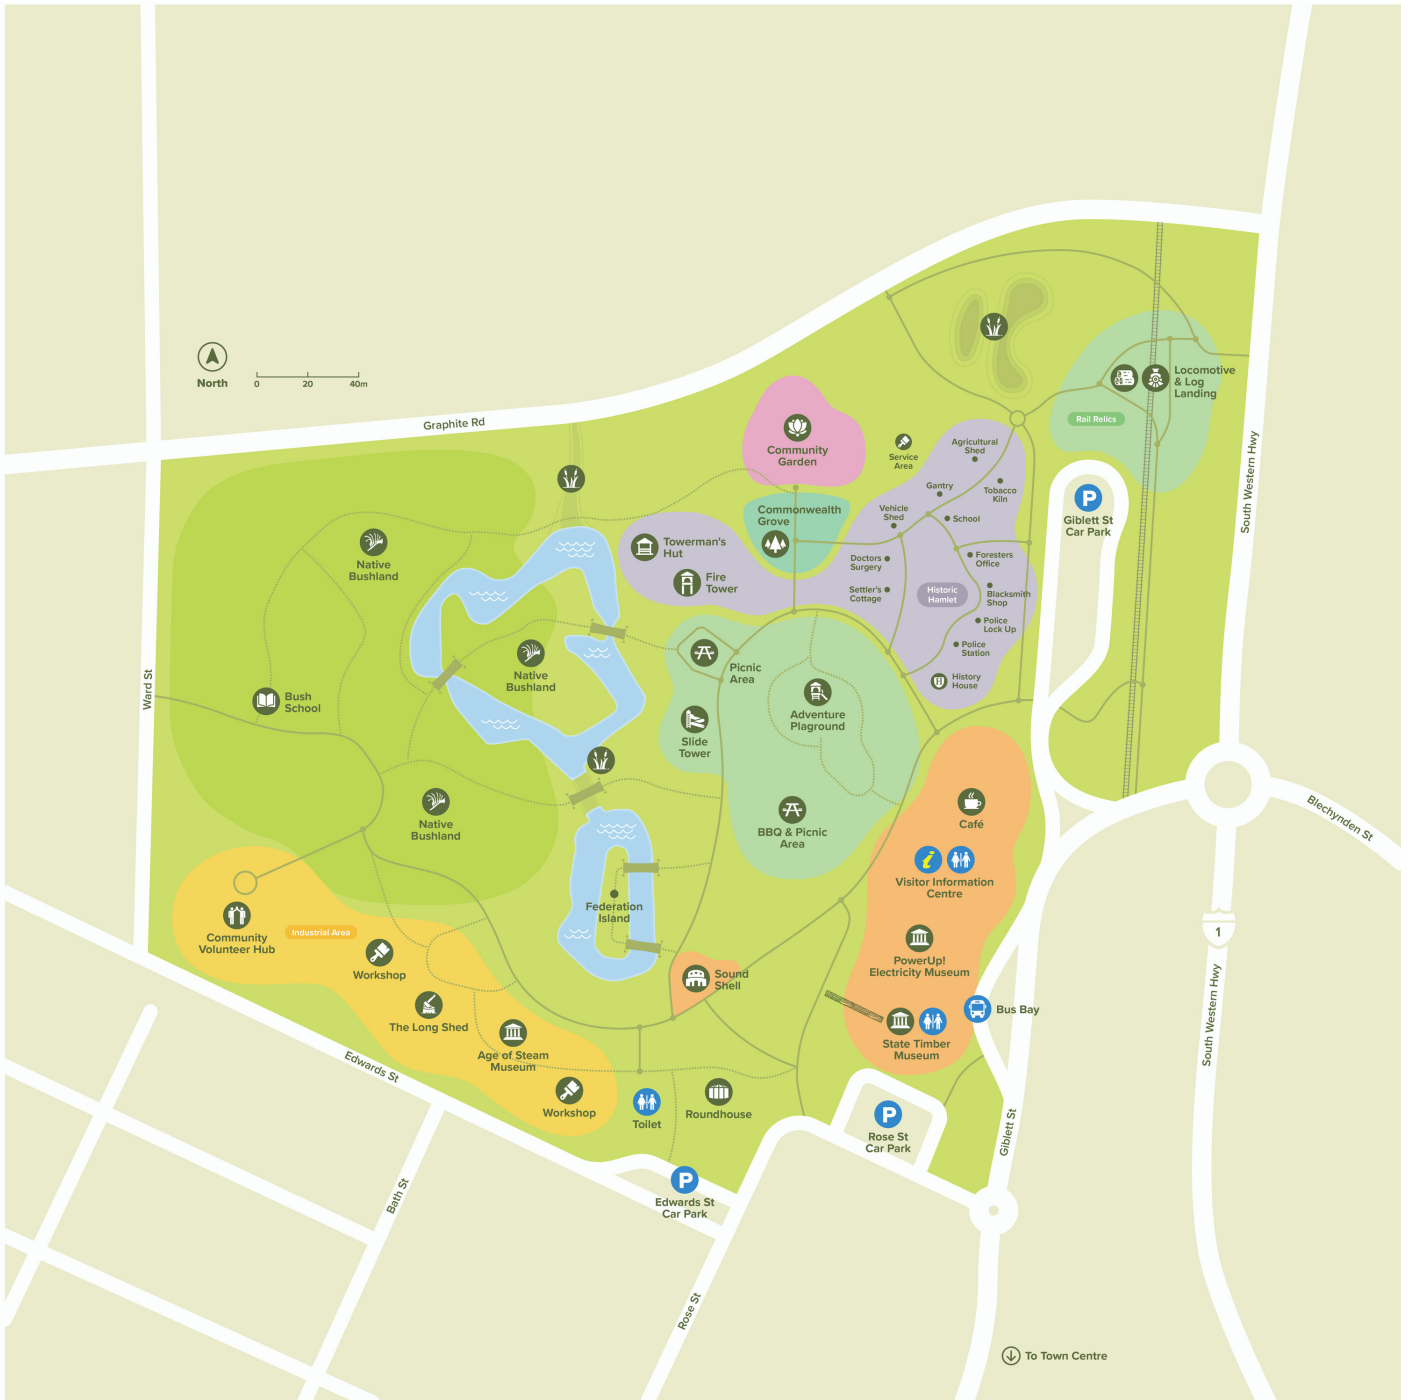 North
0 20 40m
Graphite Rd
South Western Hwy
Locomotive
& Log
Landing
Rail Relics
P
Giblett St
Car Park
Community
Garden
Service
Area
Agricultural
Shed
Gantry
Tobacco
Kiln
Vehicle
Shed
School
Commonwealth
Grove
Towerman's
Hut
Fire
Tower
Doctors
Surgery
Foresters
Office
Settler's
Cottage
Historic
Hamlet
Blacksmith
Shop
Police
Lock Up
Police
Station
H
History
House
Native
Bushland
Native
Bushland
Picnic
Area
Ward St
Bush
School
Slide
Tower
Adventure
Plaground
Native
Bushland
BBQ & Picnic
Area
Café
Blechynden St
i
Visitor Information
Centre
Federation
Island
Community
Volunteer Hub
Industrial Area
Workshop
PowerUp!
Electricity Museum
1
Sound
Shell
The Long Shed
Bus Bay
State Timber
Museum
Age of Steam
Museum
South Western Hwy
Edwards St
Workshop
Toilet
Roundhouse
P
Rose St
Car Park
Giblett St
Bath St
P
Edwards St
Car Park
Rose St
To Town Centre